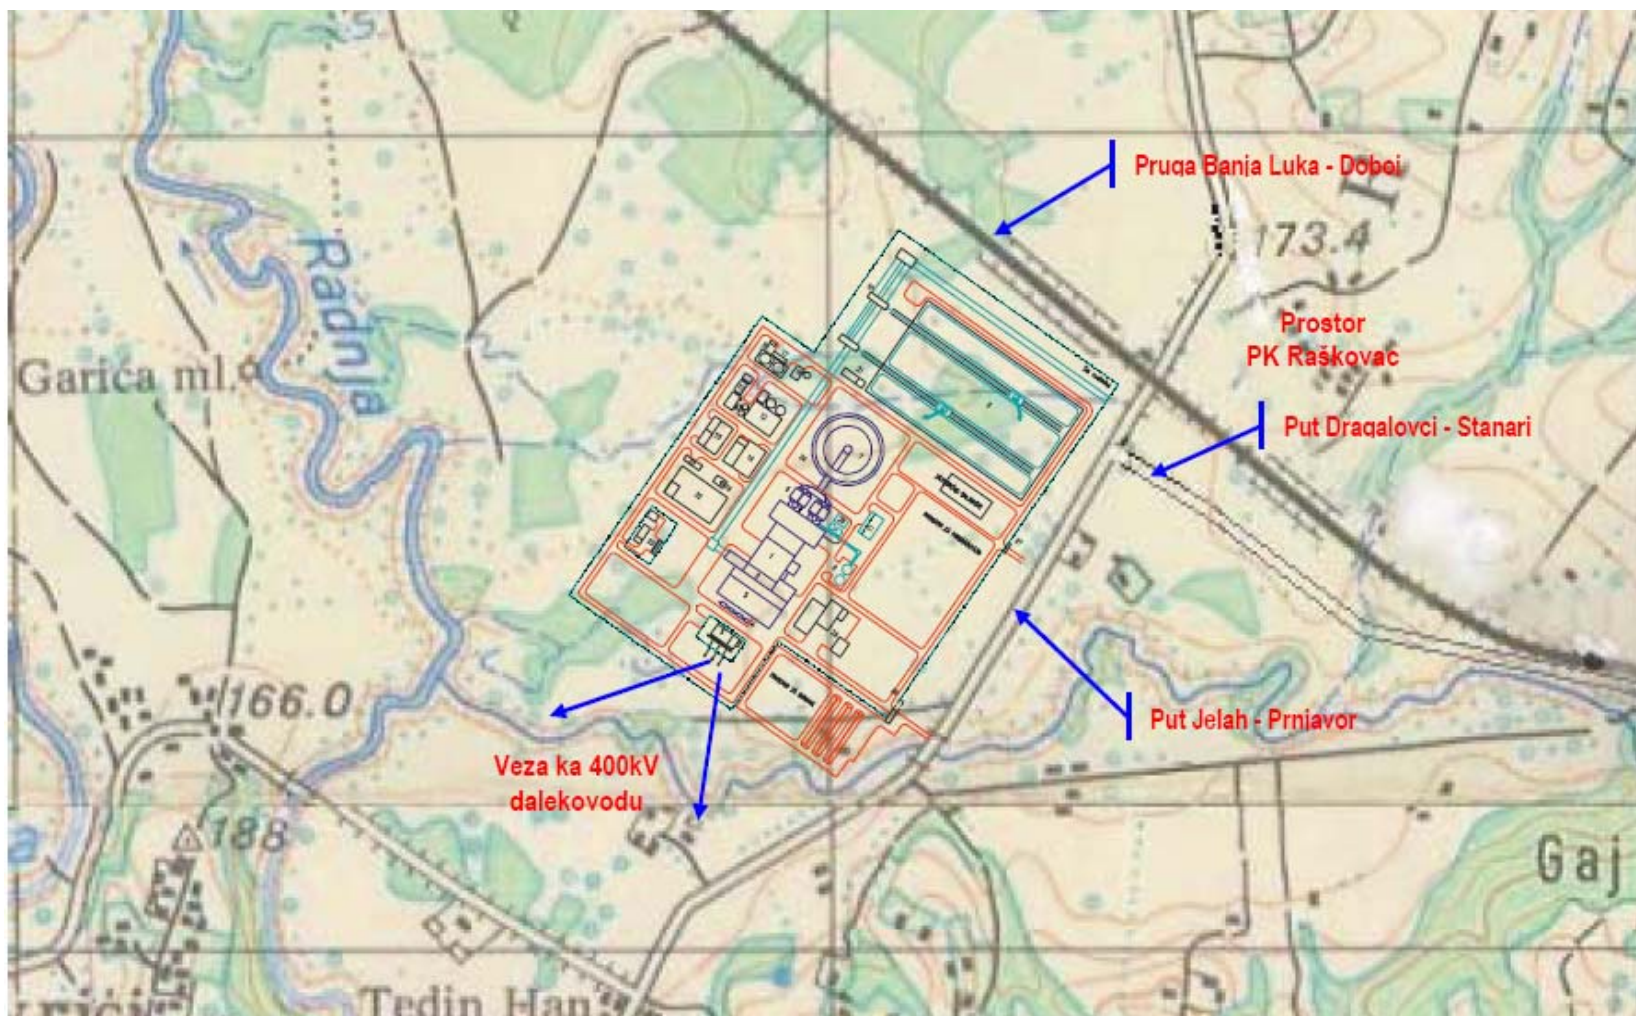 Pruga Banja Luka - Doboj
Radnja
173.4
Prostor
PK Raškovac
Garića ml.
Put Dragalovci - Stanari
166.0
Put Jelah - Prnjavor
Veza ka 400kV
dalekovodu
188
Gaj
Tedin Han